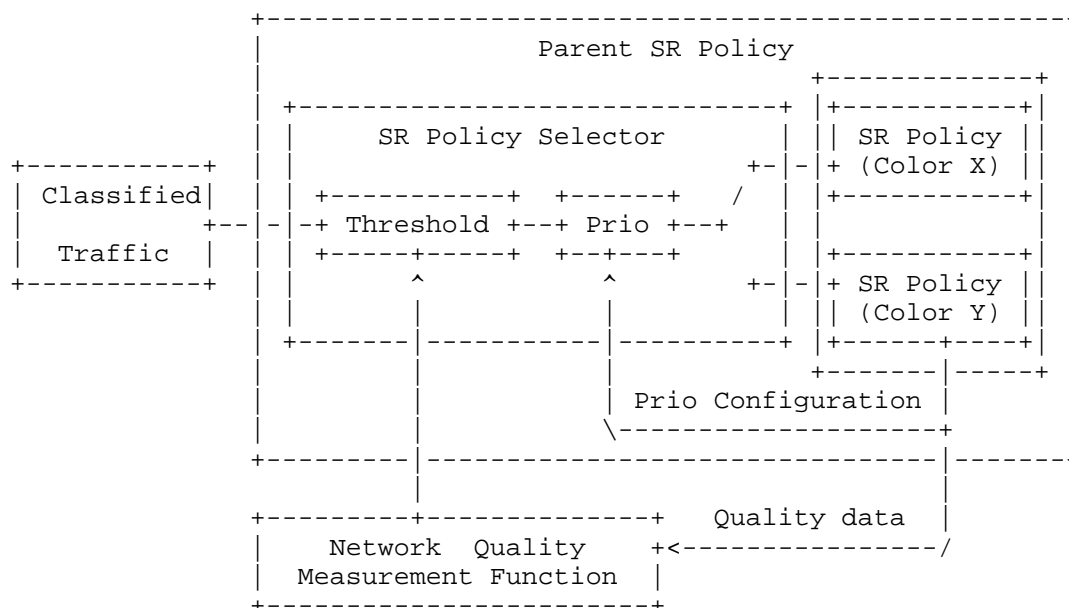 Parent SR Policy
SR Policy Selector
SR Policy
(Color X)
Classified
Traffic
Threshold
Prio
SR Policy
(Color Y)
Prio Configuration
Quality data
Network Quality
Measurement Function